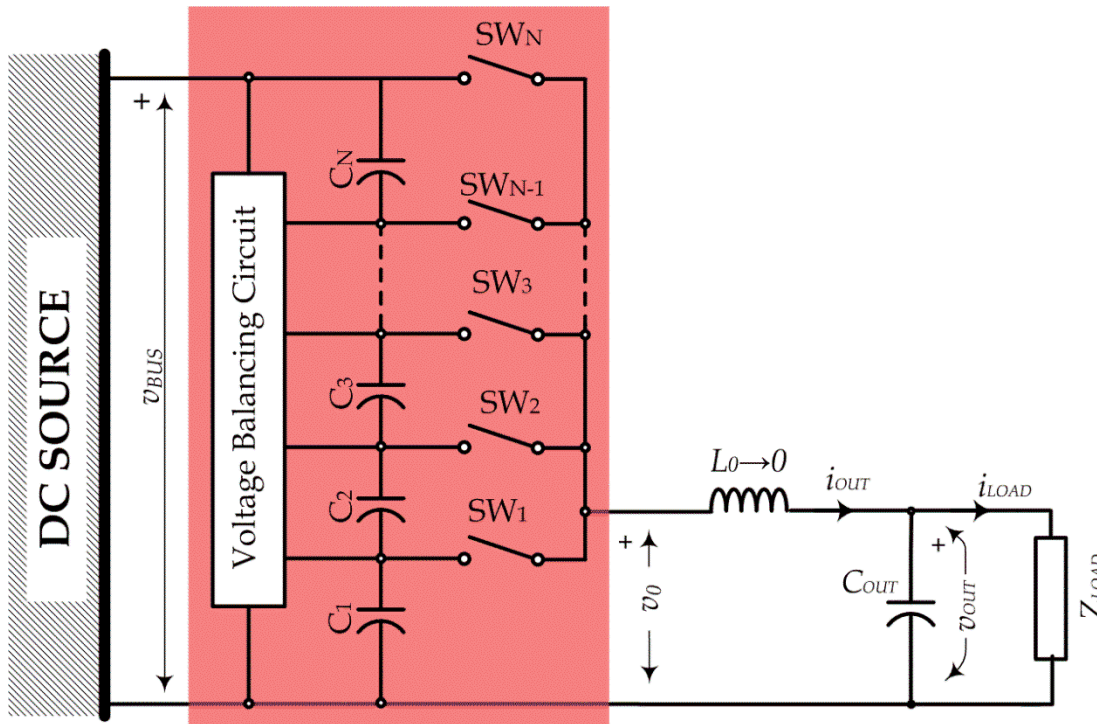 DC SOURCE
+
vBUS
Voltage Balancing Circuit
CN
C3
C2
C1
SWN
SWN-1
SW3
SW2
SW1
L0→0
iOUT
iLOAD
+
v0
COUT
+
vOUT
ZLOAD